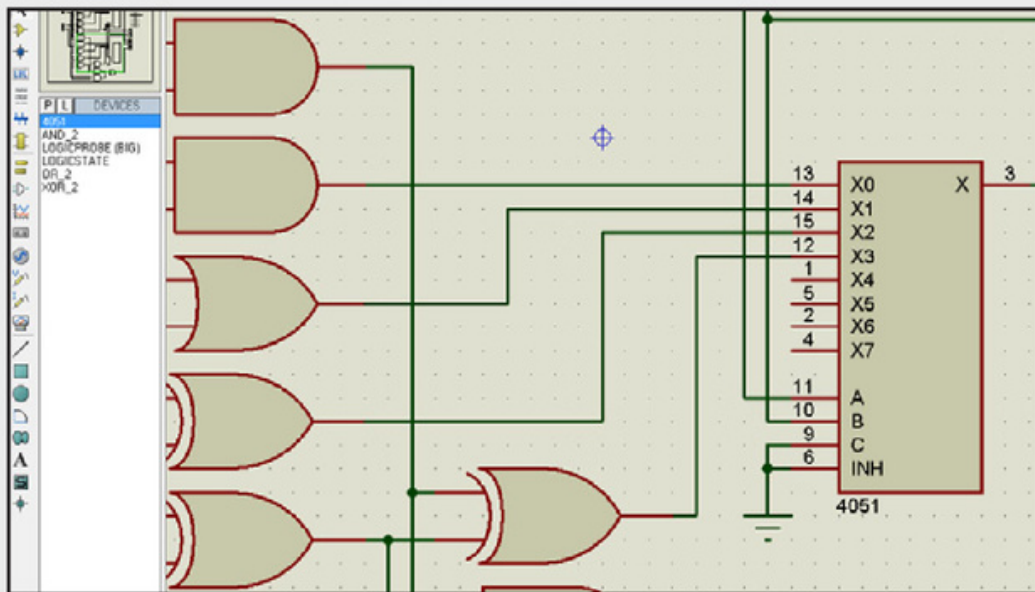 P L DEVICES
4051
AND_2
LOGICPROBE (BIG)
LOGICSTATE
OR_2
XOR_2
A
13 X0 X 3
14 X1
15 X2
12 X3
1 X4
5 X5
2 X6
4 X7
11 A
10 B
9 C
6 INH
4051